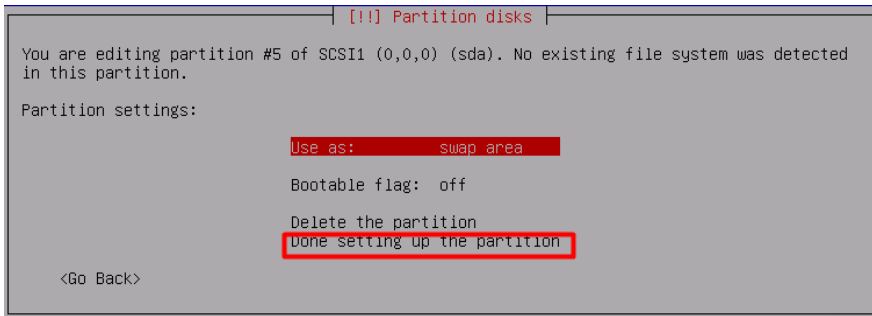 [!!] Partition disks
You are editing partition #5 of SCSI1 (0,0,0) (sda). No existing file system was detected
in this partition.
Partition settings:
Use as: swap area
Bootable flag: off
Delete the partition
Done setting up the partition
<Go Back>